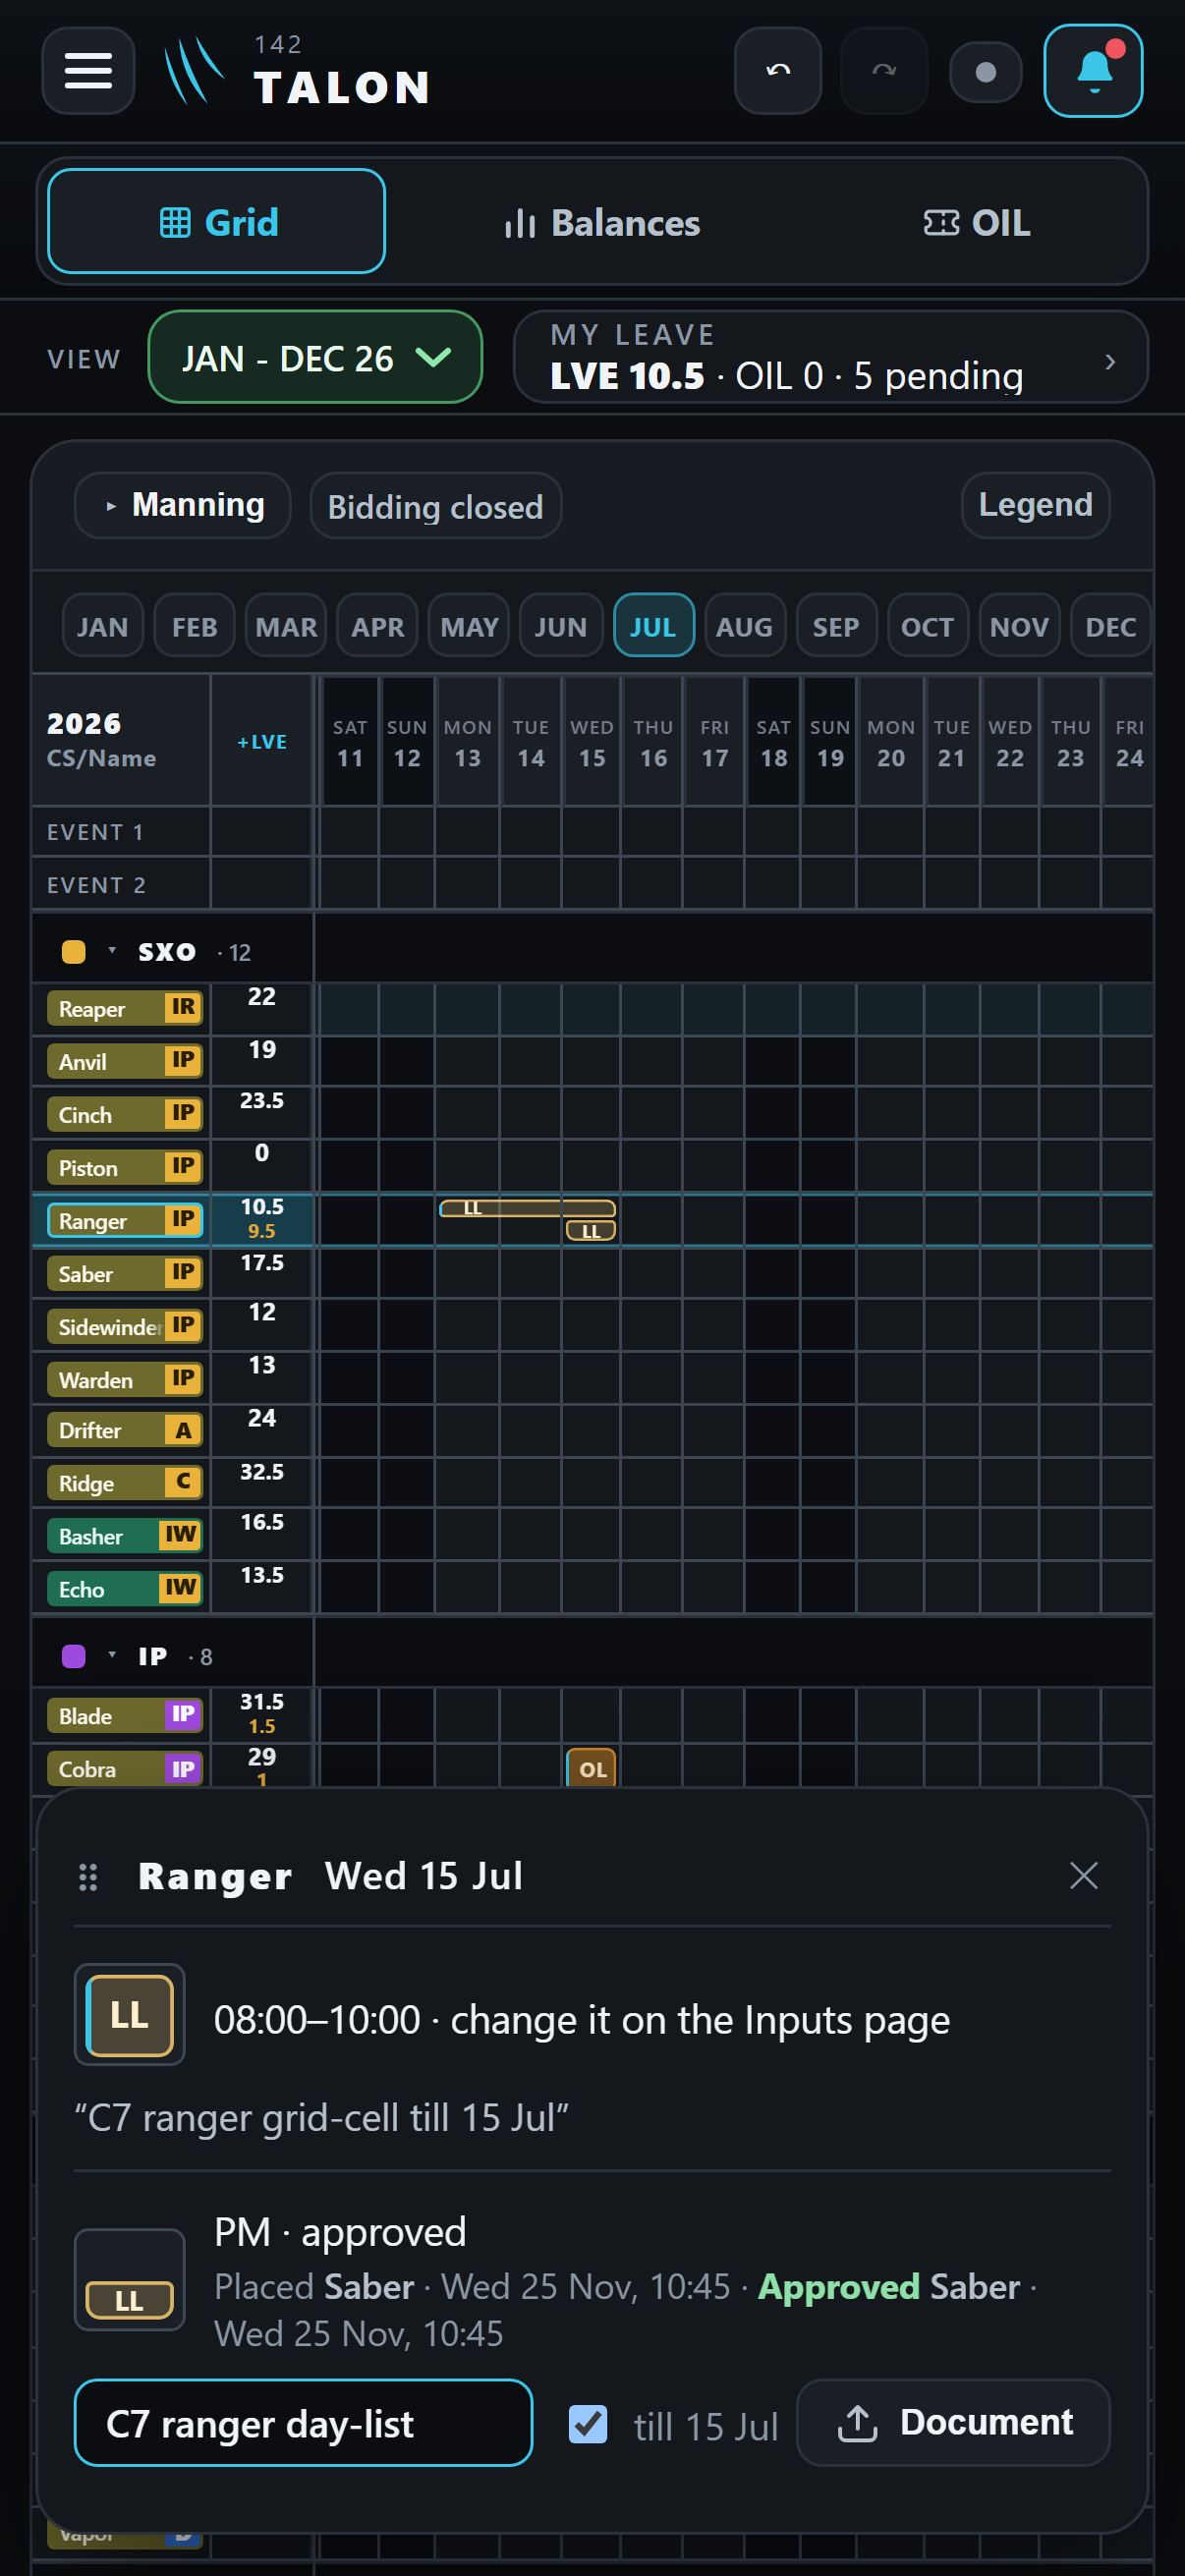 142
TALON
Grid
Balances
OIL
VIEW
JAN - DEC 26
MY LEAVE
LVE 10.5 · OIL 0 · 5 pending
Manning
Bidding closed
Legend
JAN FEB MAR APR MAY JUN JUL AUG SEP OCT NOV DEC
2026
CS/Name
+LVE
SAT SUN MON TUE WED THU FRI SAT SUN MON TUE WED THU FRI
11 12 13 14 15 16 17 18 19 20 21 22 23 24
EVENT 1
EVENT 2
SXO · 12
Reaper IR 22
Anvil IP 19
Cinch IP 23.5
Piston IP 0
Ranger IP 10.5 LL
9.5 LL
Saber IP 17.5
Sidewinder IP 12
Warden IP 13
Drifter A 24
Ridge C 32.5
Basher IW 16.5
Echo IW 13.5
IP · 8
Blade IP 31.5
1.5
Cobra IP 29 OL
1
Ranger Wed 15 Jul
LL 08:00–10:00 · change it on the Inputs page
“C7 ranger grid-cell till 15 Jul”
PM · approved
LL
Placed Saber · Wed 25 Nov, 10:45 · Approved Saber ·
Wed 25 Nov, 10:45
C7 ranger day-list
till 15 Jul
Document
Vapor